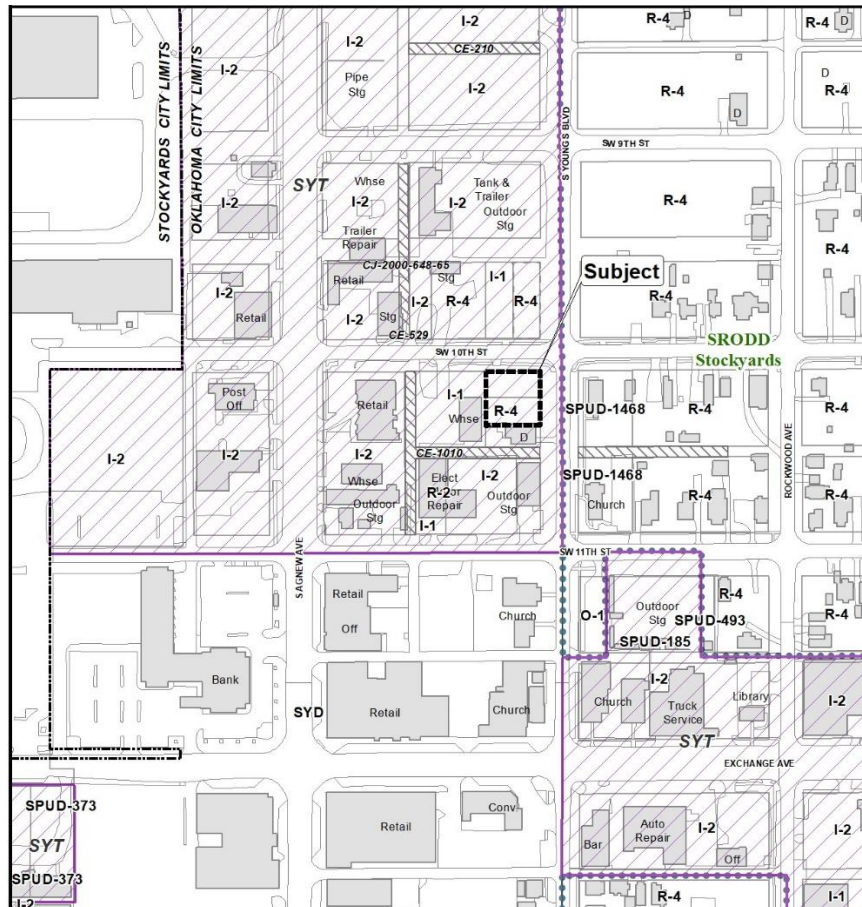 I-2
R-4
D
R-4
D
CE-210
STOCKYARDS CITY LIMITS
OKLAHOMA CITY LIMITS
I-2
Pipe
Stg
I-2
R-4
R-4
D
D
S YOUNGS BLVD
SW 9TH ST
SYT
Whse
I-2
Tank &
Trailer
I-2
Outdoor
Stg
I-2
R-4
Trailer
Repair
R-4
CJ-2000-648-65
Subject
Retail
Stg
I-1
I-2
I-2
R-4
R-4
R-4
Retail
I-2
Stg
CE-529
SRODD
Stockyards
SW 10TH ST
Post
Off
Retail
I-1
R-4
Whse
SPUD-1468
R-4
R-4
D
ROCKWOOD AVE
I-2
I-2
I-2
CE-1010
Whse
Elect
I-2
R-2
Repair
Outdoor
Stg
Outdoor
Stg
I-1
SPUD-1468
Church
R-4
R-4
SW 11TH ST
S AGNEW AVE
Retail
Off
Church
O-1
Outdoor
Stg
R-4
SPUD-493
R-4
SPUD-185
Bank
SYD
Retail
Church
Church
I-2
Truck
Service
Library
I-2
SYT
EXCHANGE AVE
SPUD-373
SYT
SPUD-373
I-2
Retail
Conv
Bar
Auto
Repair
I-2
Off
I-2
R-4
I-1